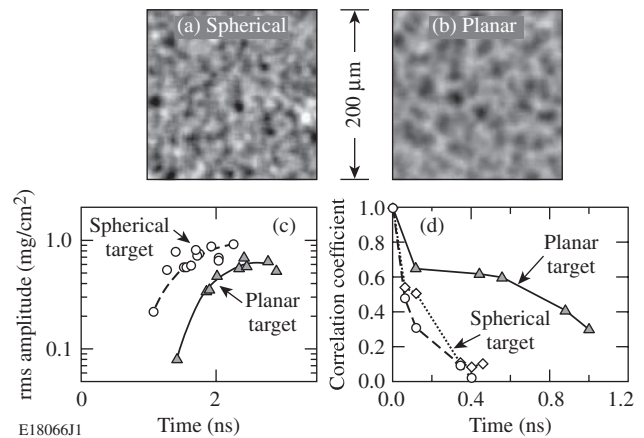 (a) Spherical
(b) Planar
200 μm
rms amplitude (mg/cm²)
1.0
0.1
Spherical
target
(c)
Planar
target
0
2
Time (ns)
Correlation coefficient
1.0
0.8
0.6
0.4
0.2
0.0
(d)
Planar
target
Spherical
target
0.0
0.4
0.8
1.2
Time (ns)
E18066J1